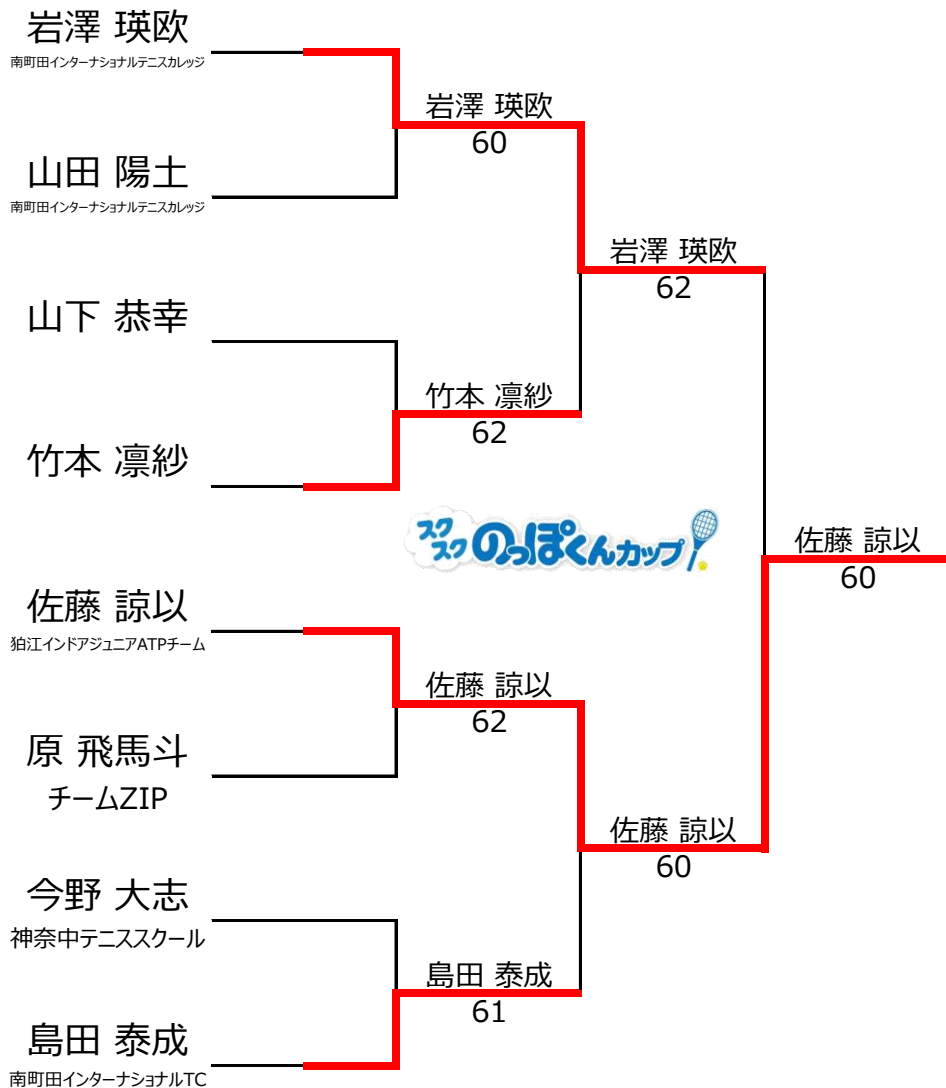 岩澤 瑛欧
南町田インターナショナルテニスカレッジ
岩澤 瑛欧
60
山田 陽土
南町田インターナショナルテニスカレッジ
岩澤 瑛欧
62
山下 恭幸
竹本 凛紗
62
竹本 凛紗
スク
スク のっぽくんカップ
佐藤 諒以
60
佐藤 諒以
狛江インドアジュニアATPチーム
佐藤 諒以
62
原 飛馬斗
チームZIP
佐藤 諒以
60
今野 大志
神奈中テニススクール
島田 泰成
61
島田 泰成
南町田インターナショナルTC